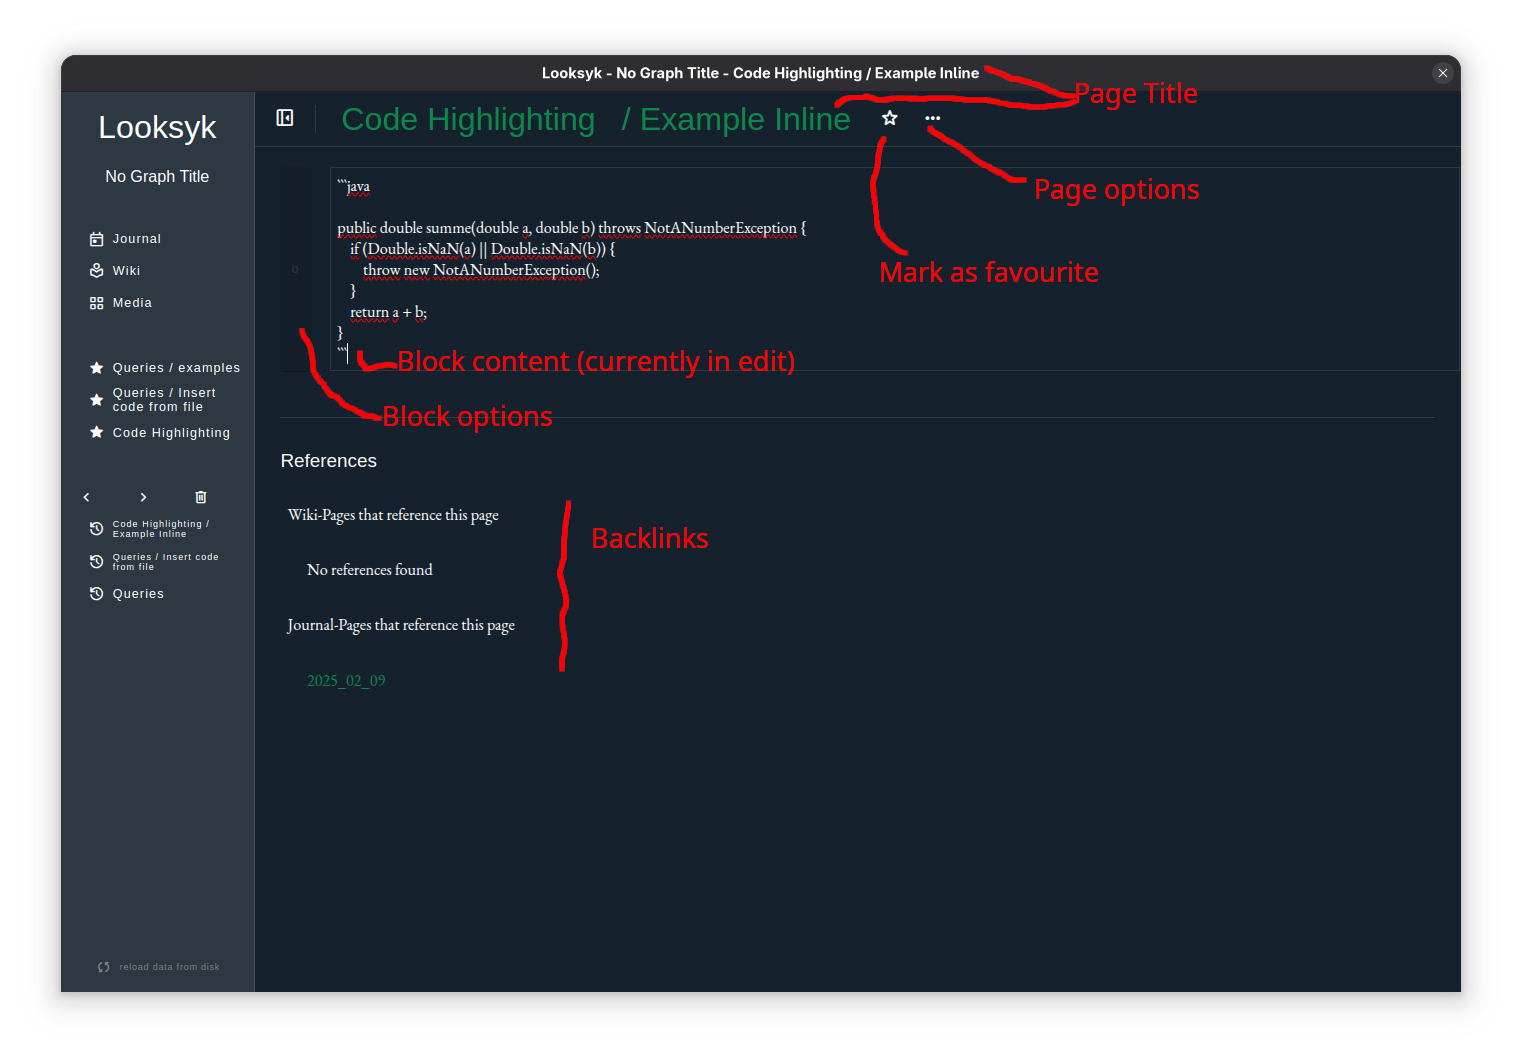 Looksyk - No Graph Title - Code Highlighting / Example Inline
Page Title
Looksyk
No Graph Title
Journal
Wiki
Media
Queries / examples
Queries / Insert
code from file
Code Highlighting
Code Highlighting /
Example Inline
Queries / Insert code
from file
Queries
reload data from disk
Code Highlighting / Example Inline
Page options
Mark as favourite
```java
public double summe(double a, double b) throws NotANumberException {
if (Double.isNaN(a) || Double.isNaN(b)) {
throw new NotANumberException();
}
return a + b;
}
```
Block content (currently in edit)
Block options
References
Wiki-Pages that reference this page
No references found
Journal-Pages that reference this page
2025_02_09
Backlinks